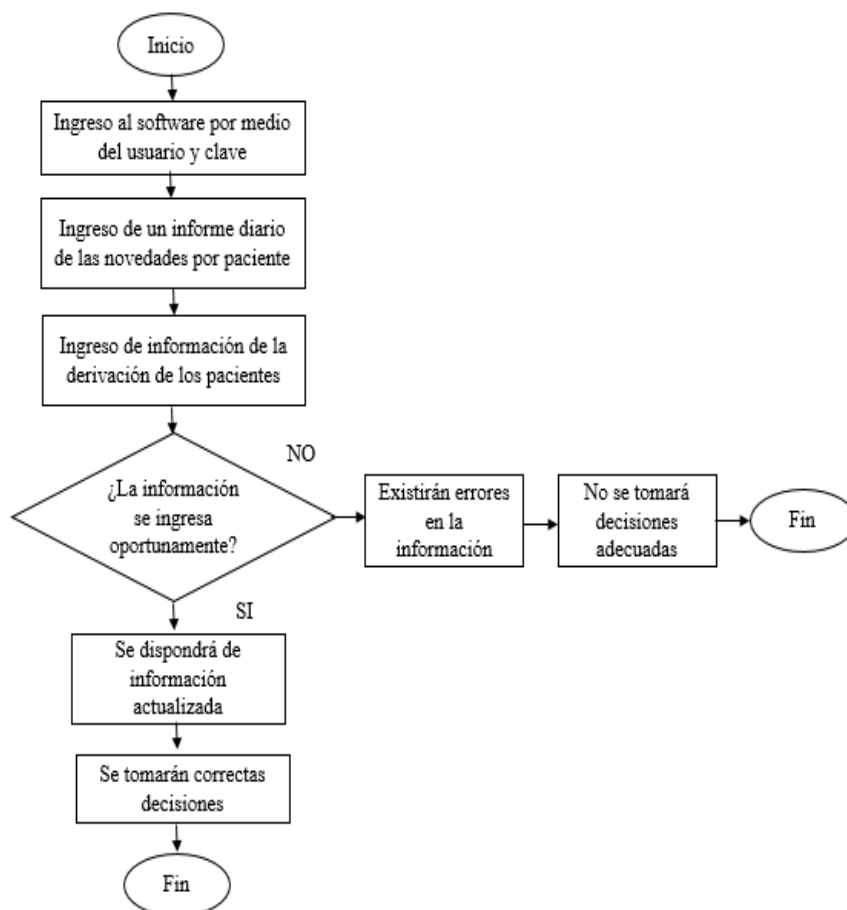 Inicio
Ingreso al software por medio
del usuario y clave
Ingreso de un informe diario
de las novedades por paciente
Ingreso de información de la
derivación de los pacientes
¿La información
se ingresa
oportunamente?
NO
Existirán errores
en la
información
No se tomará
decisiones
adecuadas
Fin
SI
Se dispondrá de
información
actualizada
Se tomarán correctas
decisiones
Fin